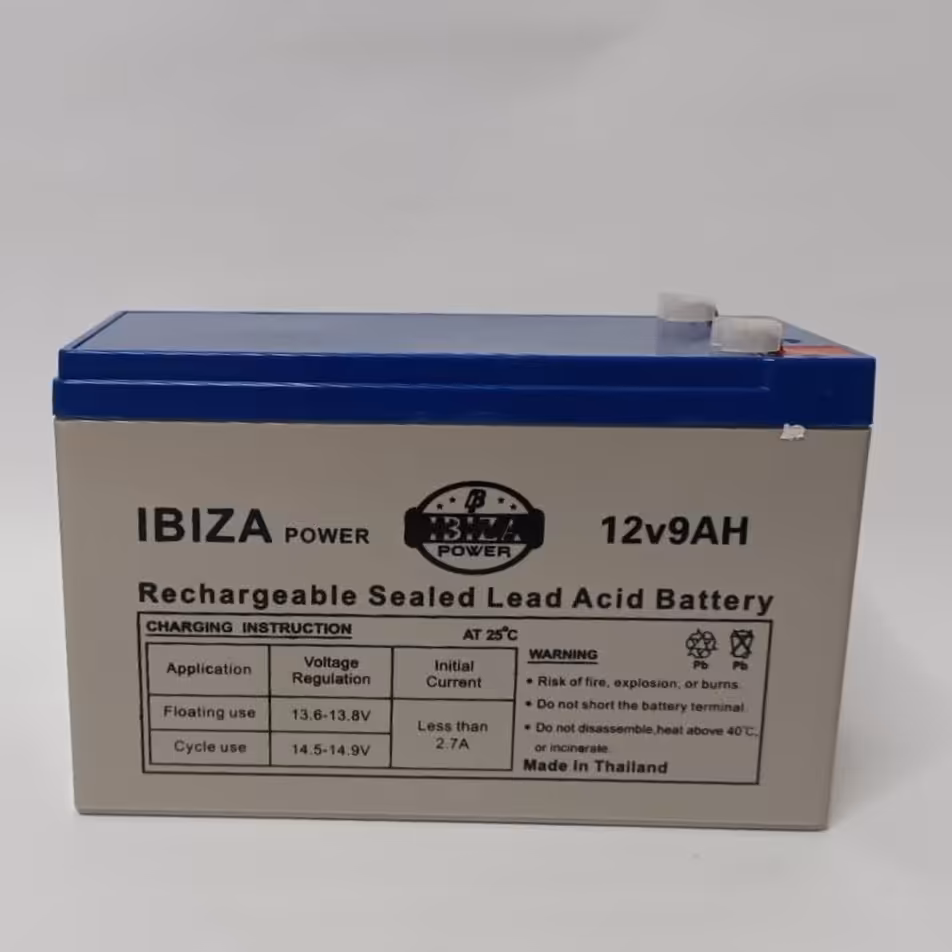 IBIZA POWER
IBIZA
POWER
12v9AH
Rechargeable Sealed Lead Acid Battery
CHARGING INSTRUCTION AT 25°C
Application Voltage Regulation Initial Current
Floating use 13.6-13.8V Less than 2.7A
Cycle use 14.5-14.9V
WARNING
Pb Pb
• Risk of fire, explosion, or burns.
• Do not short the battery terminal.
• Do not disassemble,heat above 40°C,
or incinerate.
Made in Thailand